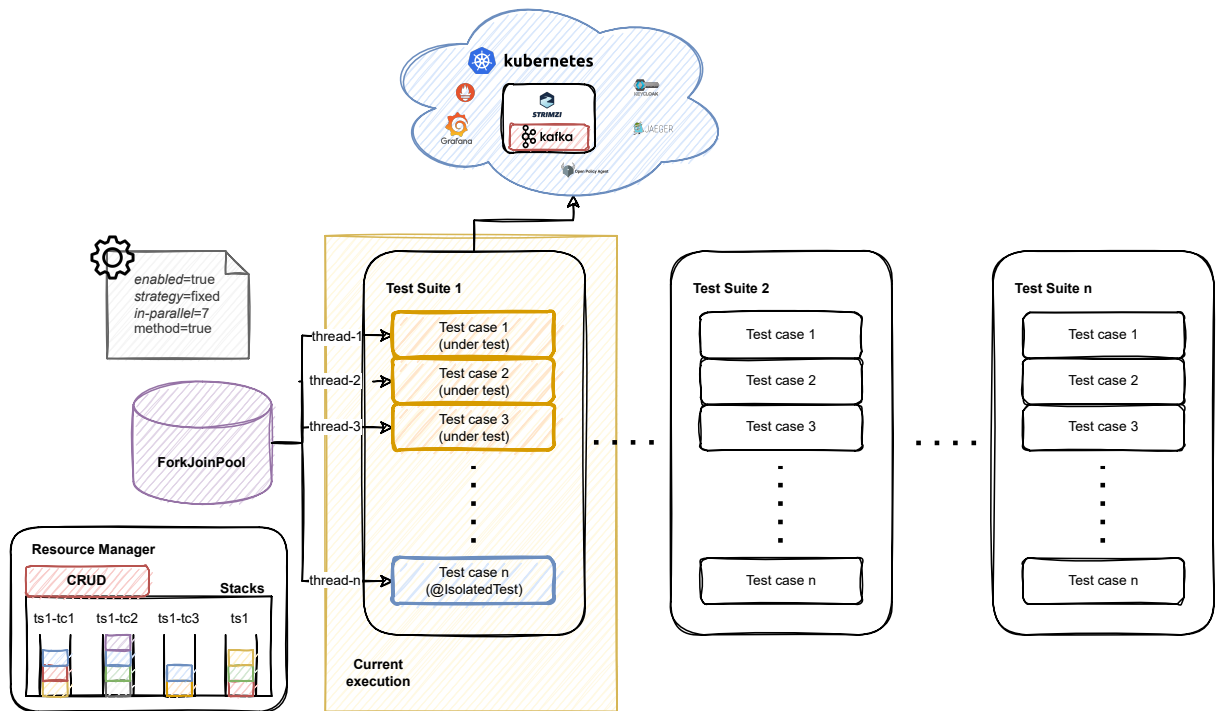 kubernetes
STRIMZI
kafka
Grafana
KEYCLOAK
JAEGER
Open Policy Agent
enabled=true
strategy=fixed
in-parallel=7
method=true
ForkJoinPool
thread-1
thread-2
thread-3
thread-n
Test Suite 1
Test case 1
(under test)
Test case 2
(under test)
Test case 3
(under test)
Test case n
(@IsolatedTest)
Current
execution
Test Suite 2
Test case 1
Test case 2
Test case 3
Test case n
Test Suite n
Test case 1
Test case 2
Test case 3
Test case n
Resource Manager
CRUD
Stacks
ts1-tc1
ts1-tc2
ts1-tc3
ts1